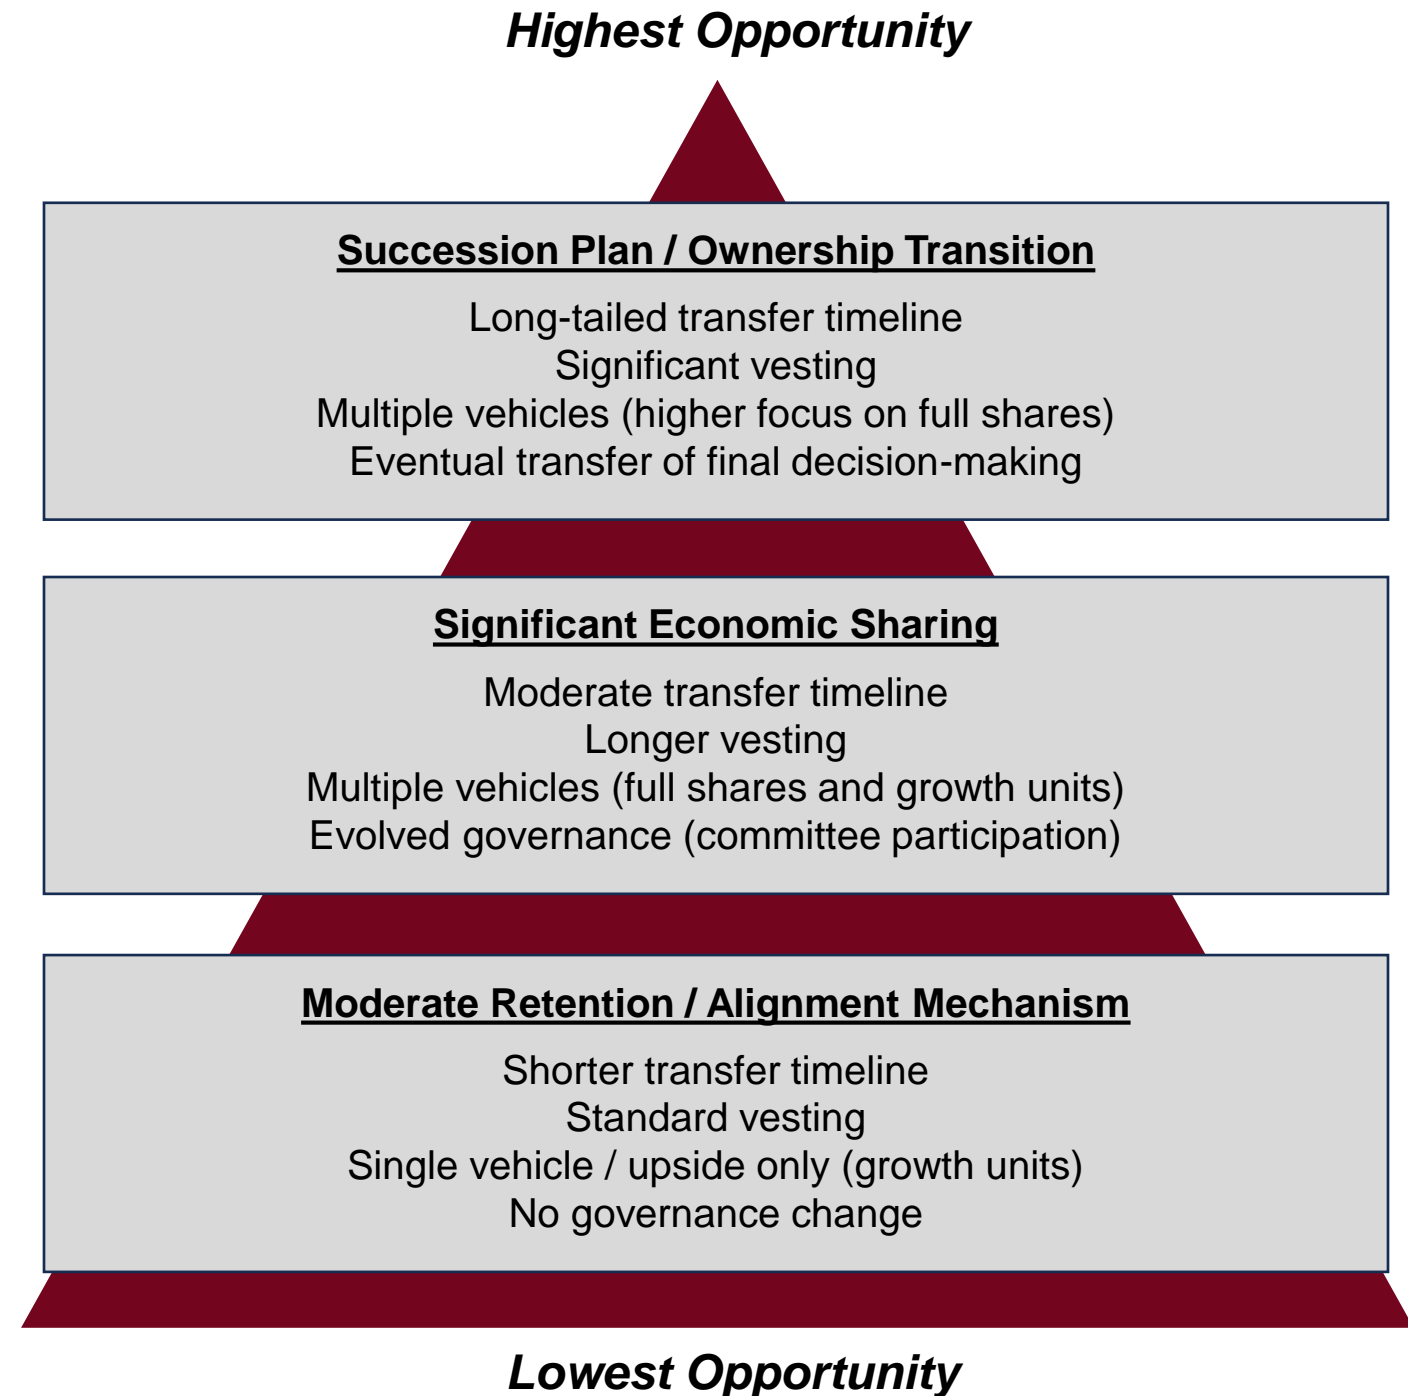 Highest Opportunity
Succession Plan / Ownership Transition
Long-tailed transfer timeline
Significant vesting
Multiple vehicles (higher focus on full shares)
Eventual transfer of final decision-making
Significant Economic Sharing
Moderate transfer timeline
Longer vesting
Multiple vehicles (full shares and growth units)
Evolved governance (committee participation)
Moderate Retention / Alignment Mechanism
Shorter transfer timeline
Standard vesting
Single vehicle / upside only (growth units)
No governance change
Lowest Opportunity